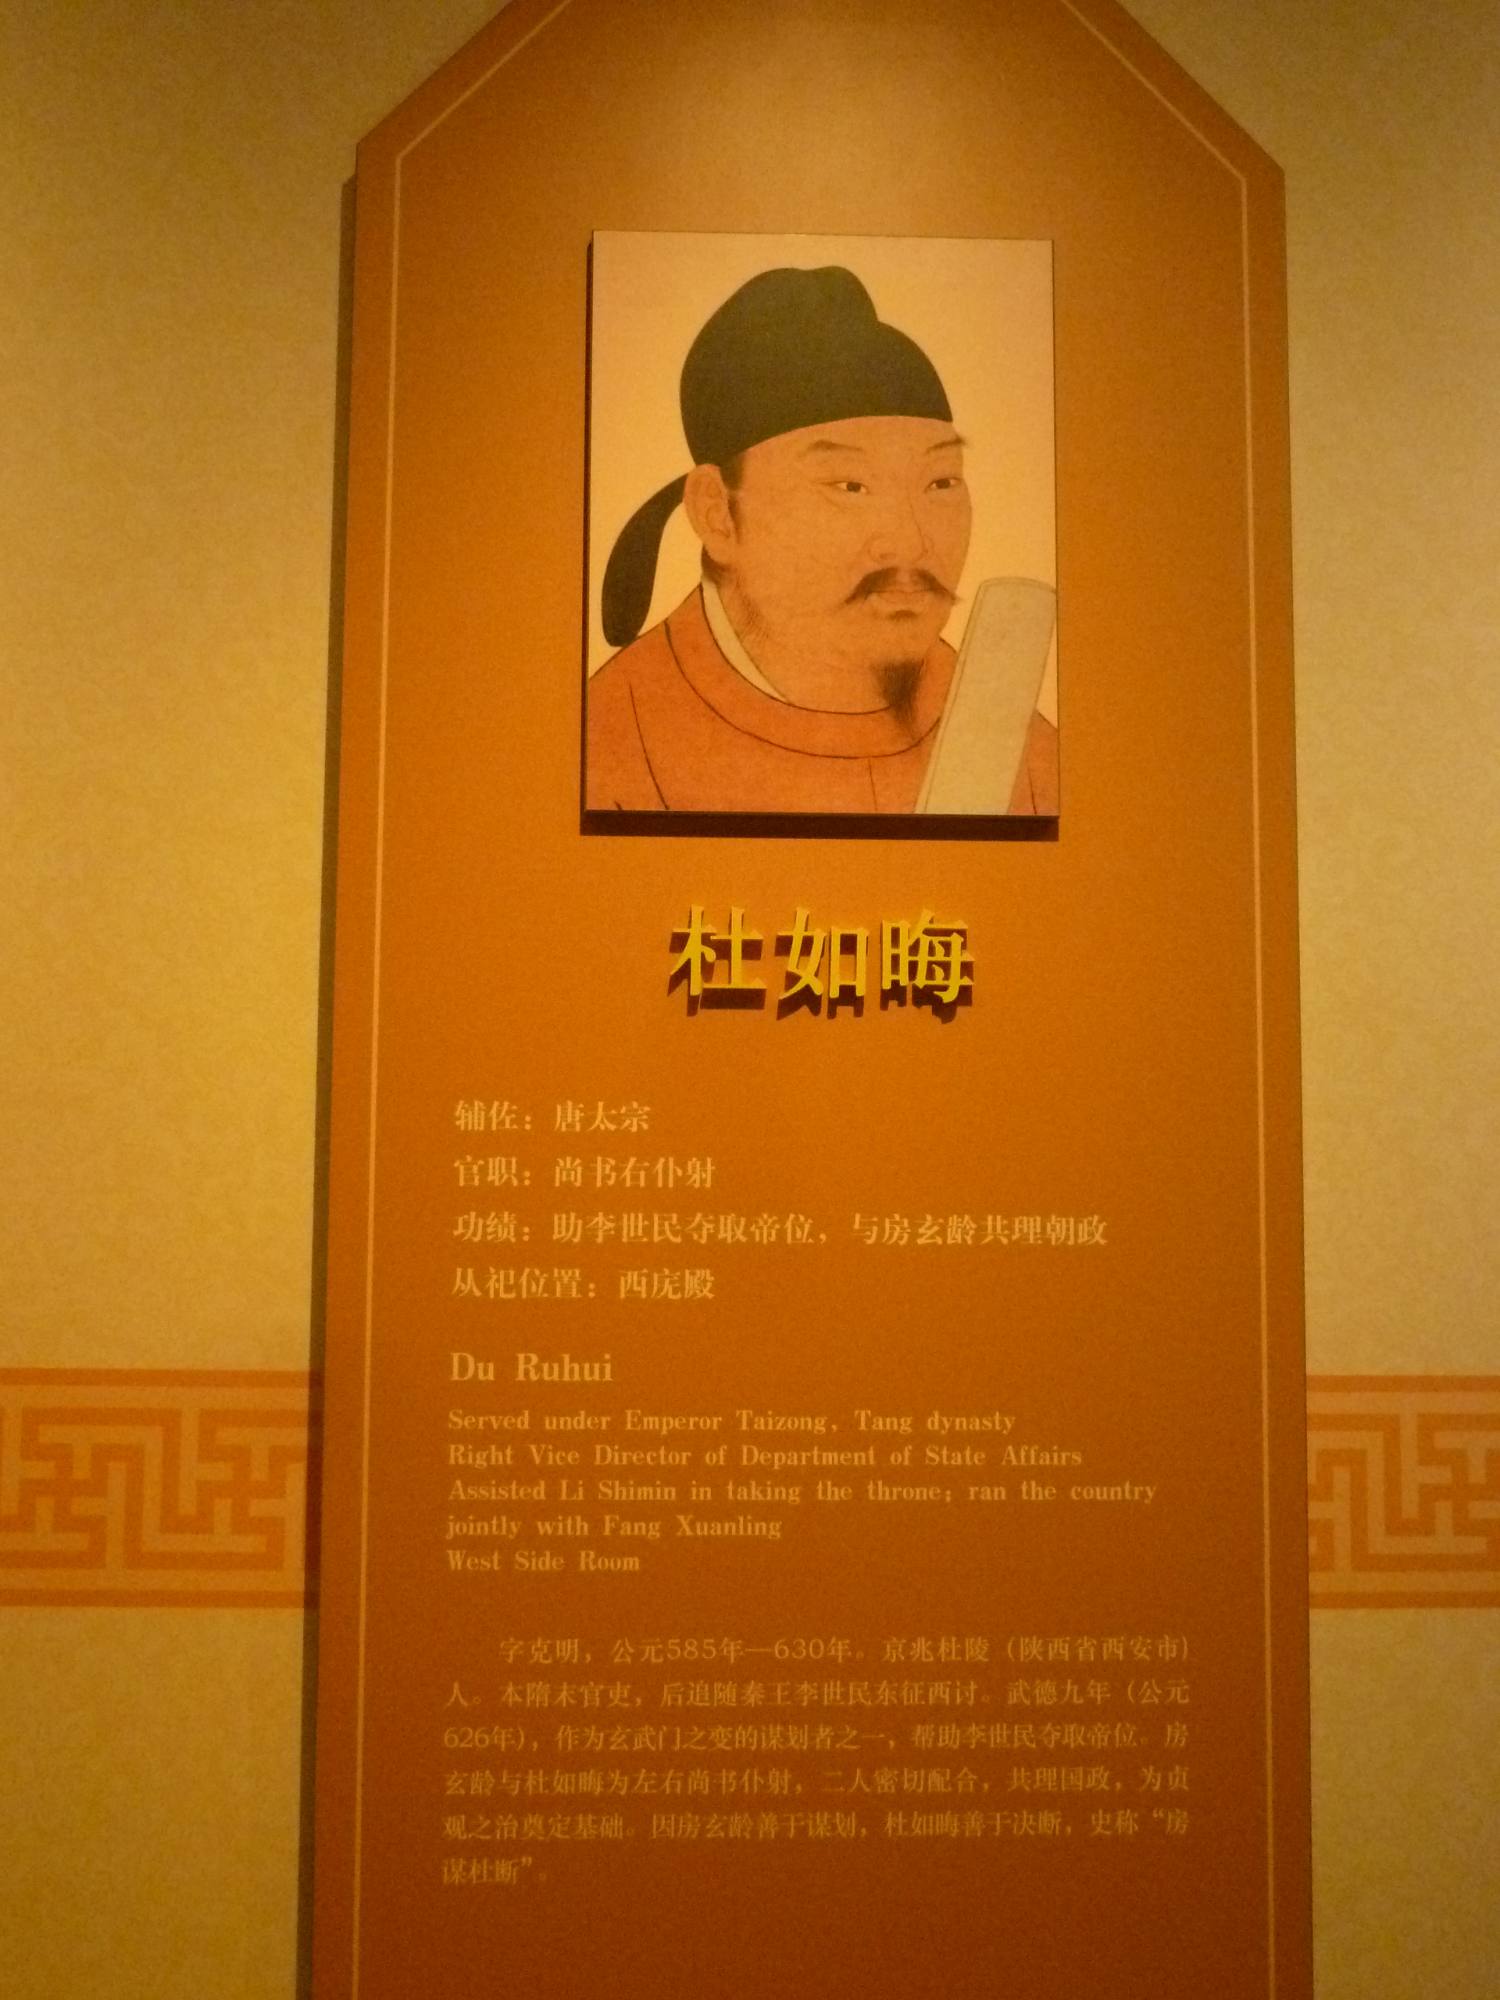 杜如晦
辅佐：唐太宗
官职：尚书右仆射
功绩：助李世民夺取帝位，与房玄龄共理朝政
从祀位置：西庑殿
Du Ruhui
Served under Emperor Taizong, Tang dynasty
Right Vice Director of Department of State Affairs
Assisted Li Shimin in taking the throne; ran the country
jointly with Fang Xuanling
West Side Room
字克明，公元585年—630年。京兆杜陵（陕西省西安市）
人。本隋末官吏，后追随秦王李世民东征西讨。武德九年（公元
626年），作为玄武门之变的谋划者之一，帮助李世民夺取帝位。房
玄龄与杜如晦为左右尚书仆射，二人密切配合，共理国政，为贞
观之治奠定基础。因房玄龄善于谋划，杜如晦善于决断，史称“房
谋杜断”。